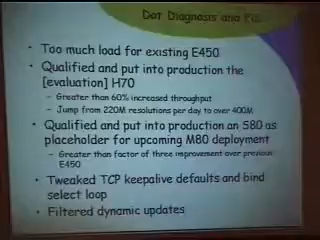 Dot Diagnosis and Fix
• Too much load for existing E450
• Qualified and put into production the
[evaluation] H70
– Greater than 60% increased throughput
– Jump from 220M resolutions per day to over 400M
• Qualified and put into production an S80 as
placeholder for upcoming M80 deployment
– Greater than factor of three improvement over previous
E450
• Tweaked TCP keepalive defaults and bind
select loop
• Filtered dynamic updates